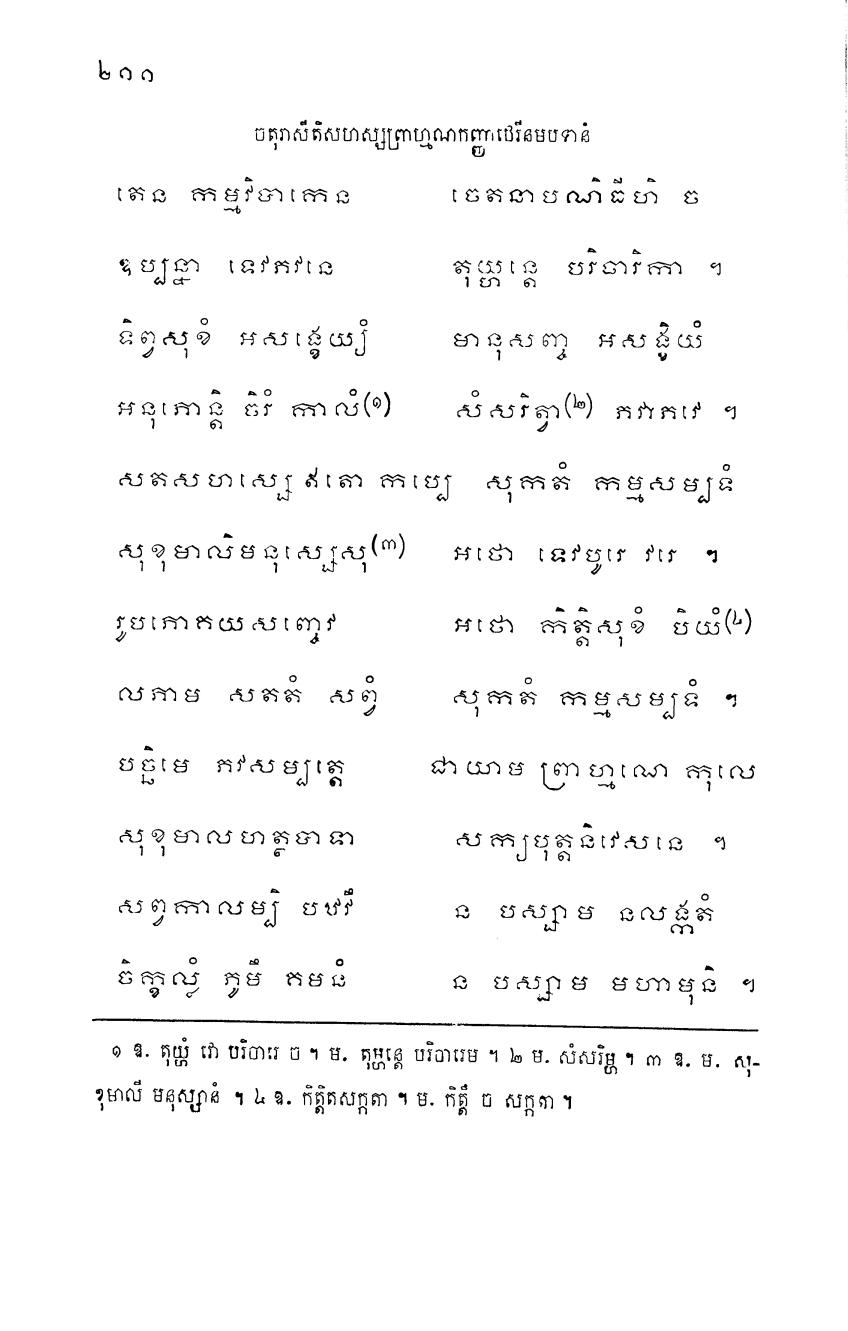 ២១១
ចតុរាសីតិសហស្សព្រាហ្មណកញ្ញាថេរីនមបទានំ
តេន កម្មវិបាកេន ចេតនាបណិធីហិ ច
ឧប្បន្នា ទេវភវនេ តុយ្ហន្តេ បរិចារិកា ។
ទិព្វសុខំ អសង្ខេយ្យំ មានុសញ្ច អសង្ខិយំ
អនុភោន្តិ ចិរំ កាលំ(១) សំសរិត្វា(២) ភវាភវេ ។
សតសហស្សេ ឥតោ កប្បេ សុកតំ កម្មសម្បទំ
សុខុមាលិមនុស្សេសុ(៣) អថោ ទេវបូរេ វរេ ។
រូបភោគយសញ្ចេវ អថោ កិត្តិសុខំ បិយំ(៤)
លភាម សតតំ សព្វំ សុកតំ កម្មសម្បទំ ។
បច្ឆិមេ ភវសម្បត្តេ ជាយាម ព្រាហ្មណេ កុលេ
សុខុមាលហត្ថបាទា សក្យបុត្តនិវេសនេ ។
សព្វកាលម្បិ បឋវឹ ន បស្សាម នលង្កតំ
ចិក្ខល្លំ ភូមឹ គមនំ ន បស្សាម មហាមុនិ ។
១ ឧ. តុយ្ហំ វោ បរិចារេ ច ។ ម. តុម្ហន្តេ បរិចារេម ។ ២ ម. សំសរិម្ហ ។ ៣ ឧ. ម. សុ-
ខុមាលី មនុស្សានំ ។ ៤ ឧ. កិត្តិតសក្កតា ។ ម. កិត្តឹ ច សក្កតា ។